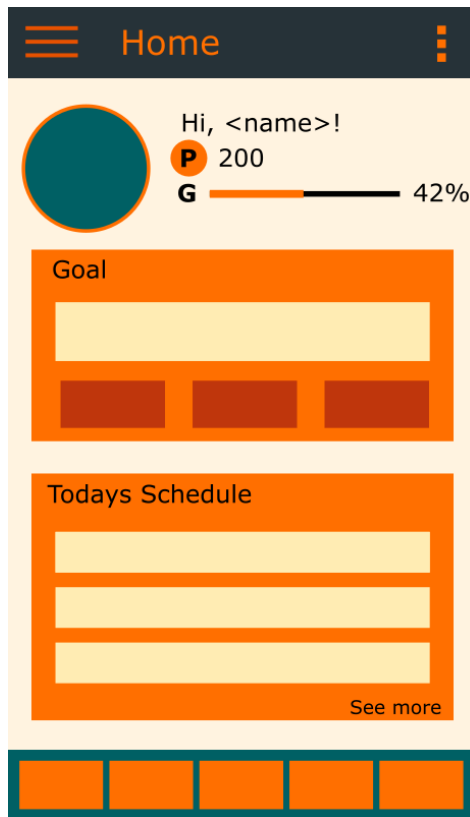 Home
Hi, <name>!
P 200
G 42%
Goal
Todays Schedule
See more